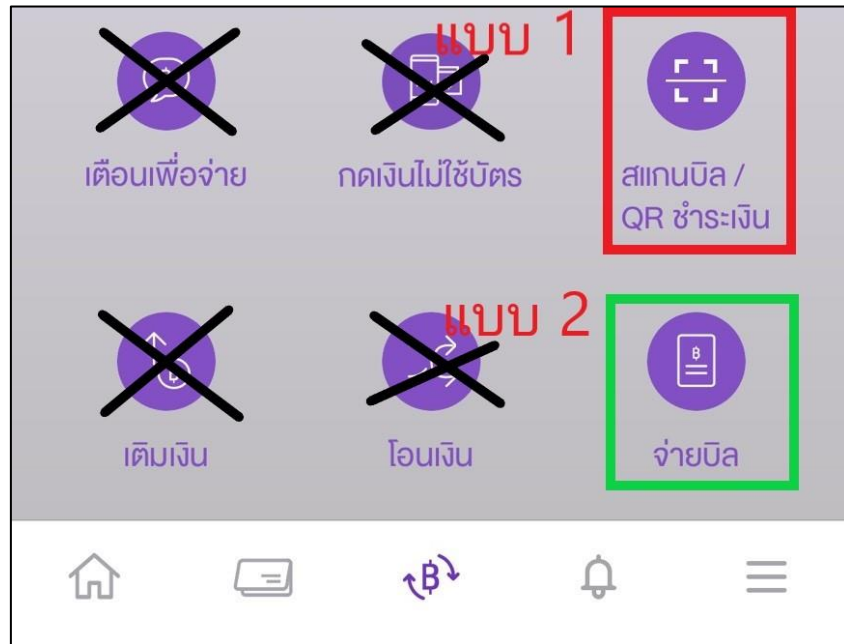 แบบ 1
เตือนเพื่อจ่าย
กดเงินไม่ใช้บัตร
สแกนบิล /
QR ชำระเงิน
แบบ 2
฿
฿
เติมเงิน
โอนเงิน
จ่ายบิล
฿